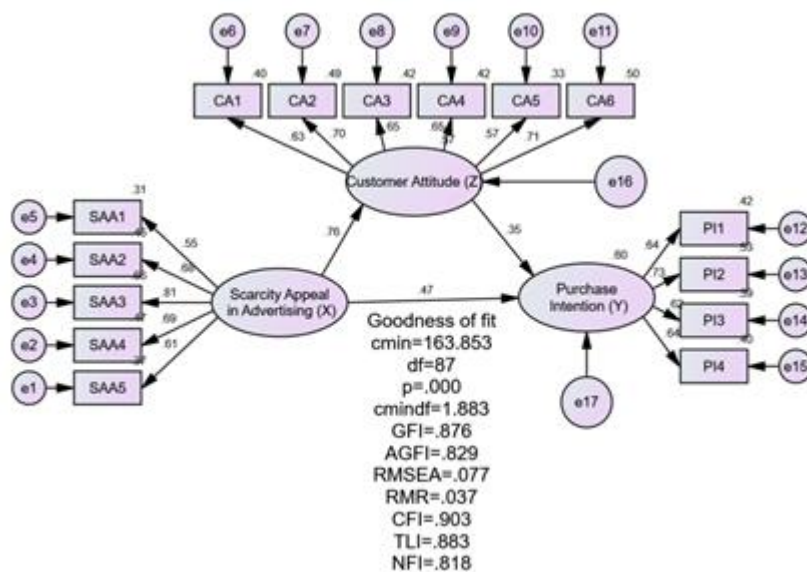 e6 e7 e8 e9 e10 e11
.40 .49 .42 .42 .33 .50
CA1 CA2 CA3 CA4 CA5 CA6
.63 .70 .65 .65 .57 .71
Customer Attitude (Z
e16
.31
e5 SAA1
.55
e4 SAA2
.68
e3 SAA3
.81
e2 SAA4
.69
e1 SAA5
.61
.76
.35
Scarcity Appeal
in Advertising (X)
.47
.60
Purchase
Intention (Y)
e17
.42
.64 PI1 e12
.73 PI2 e13
.62 PI3 e14
.64 PI4 e15
Goodness of fit
cmin=163.853
df=87
p=.000
cmindf=1.883
GFI=.876
AGFI=.829
RMSEA=.077
RMR=.037
CFI=.903
TLI=.883
NFI=.818